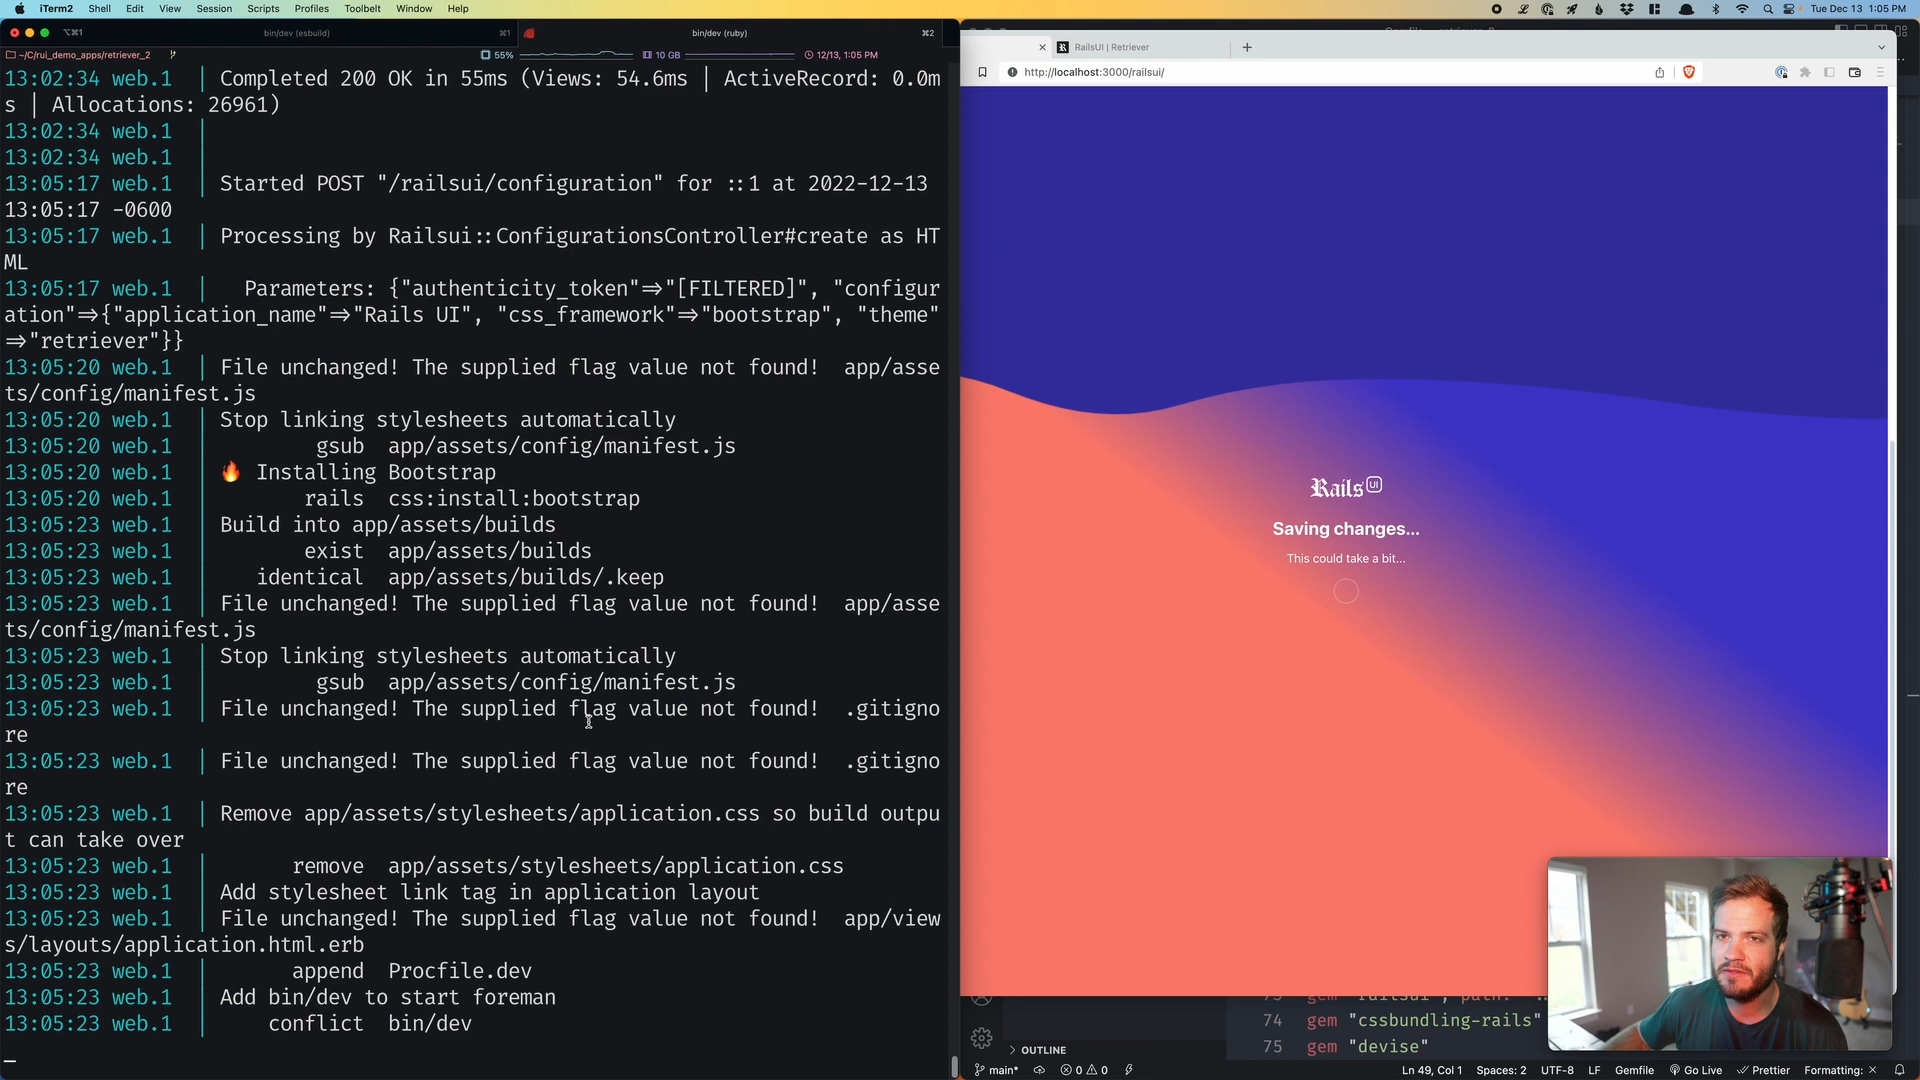 iTerm2 Shell Edit View Session Scripts Profiles Toolbelt Window Help Tue Dec 13 1:05 PM
⌥⌘1 bin/dev (esbuild) ⌘1 bin/dev (ruby) ⌘2
~/C/rui_demo_apps/retriever_2 55% 10 GB 12/13, 1:05 PM
13:02:34 web.1 | Completed 200 OK in 55ms (Views: 54.6ms | ActiveRecord: 0.0m
s | Allocations: 26961)
13:02:34 web.1 |
13:02:34 web.1 |
13:05:17 web.1 | Started POST "/railsui/configuration" for ::1 at 2022-12-13
13:05:17 -0600
13:05:17 web.1 | Processing by Railsui::ConfigurationsController#create as HT
ML
13:05:17 web.1 | Parameters: {"authenticity_token"=>"[FILTERED]", "configur
ation"=>{"application_name"=>"Rails UI", "css_framework"=>"bootstrap", "theme"
=>"retriever"}}
13:05:20 web.1 | File unchanged! The supplied flag value not found! app/asse
ts/config/manifest.js
13:05:20 web.1 | Stop linking stylesheets automatically
13:05:20 web.1 | gsub app/assets/config/manifest.js
13:05:20 web.1 | 🔥 Installing Bootstrap
13:05:20 web.1 | rails css:install:bootstrap
13:05:23 web.1 | Build into app/assets/builds
13:05:23 web.1 | exist app/assets/builds
13:05:23 web.1 | identical app/assets/builds/.keep
13:05:23 web.1 | File unchanged! The supplied flag value not found! app/asse
ts/config/manifest.js
13:05:23 web.1 | Stop linking stylesheets automatically
13:05:23 web.1 | gsub app/assets/config/manifest.js
13:05:23 web.1 | File unchanged! The supplied flag value not found! .gitigno
re
13:05:23 web.1 | File unchanged! The supplied flag value not found! .gitigno
re
13:05:23 web.1 | Remove app/assets/stylesheets/application.css so build outpu
t can take over
13:05:23 web.1 | remove app/assets/stylesheets/application.css
13:05:23 web.1 | Add stylesheet link tag in application layout
13:05:23 web.1 | File unchanged! The supplied flag value not found! app/view
s/layouts/application.html.erb
13:05:23 web.1 | append Procfile.dev
13:05:23 web.1 | Add bin/dev to start foreman
13:05:23 web.1 | conflict bin/dev
RailsUI | Retriever
http://localhost:3000/railsui/
Rails UI
Saving changes...
This could take a bit...
74 gem "cssbundling-rails"
75 gem "devise"
OUTLINE
main* 0 0 Ln 49, Col 1 Spaces: 2 UTF-8 LF Gemfile Go Live Prettier Formatting: ×